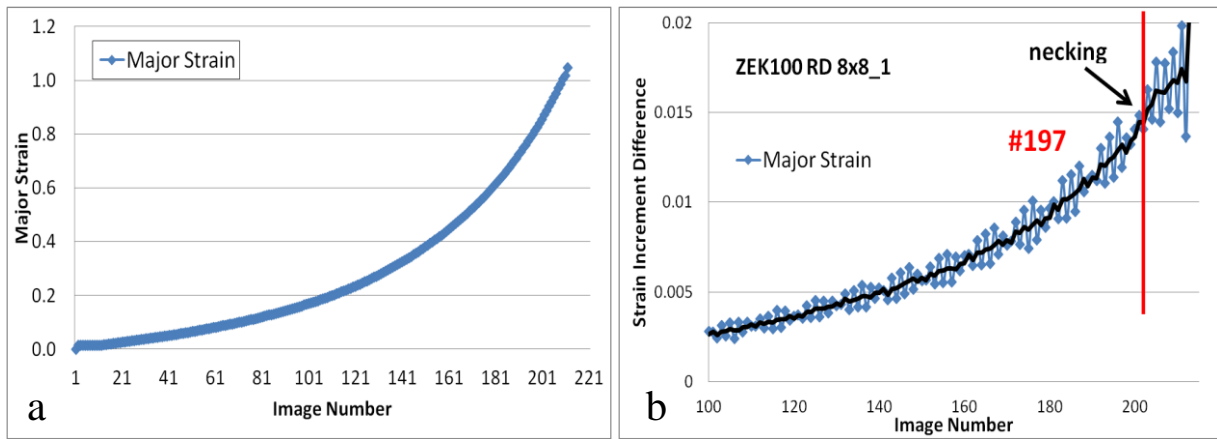 1.2
1.0
0.8
0.6
0.4
0.2
0.0
Major Strain
Major Strain
1 21 41 61 81 101 121 141 161 181 201 221
Image Number
a
0.02
0.015
0.01
0.005
0
Strain Increment Difference
ZEK100 RD 8x8_1
necking
#197
Major Strain
100 120 140 160 180 200
Image Number
b